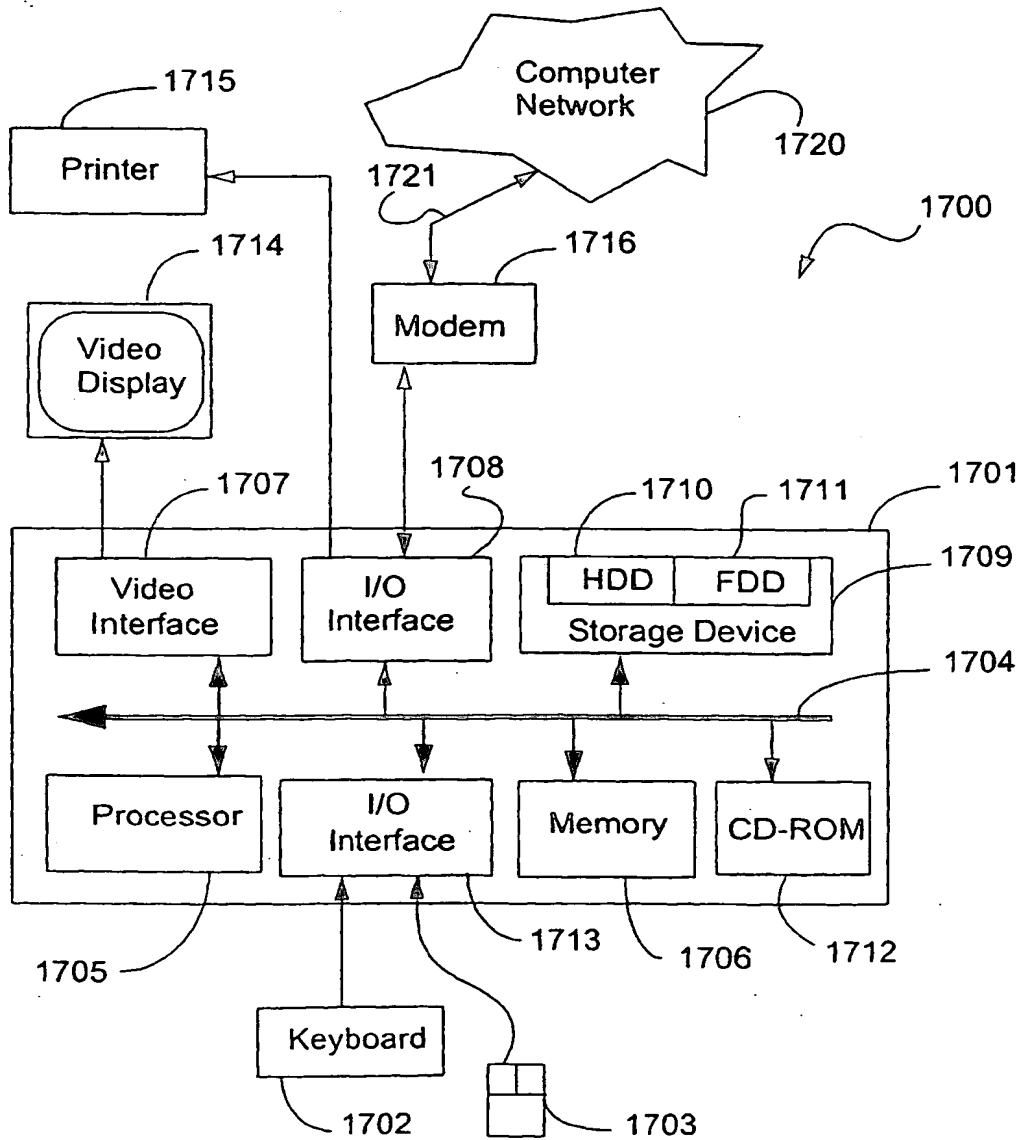 1715
Computer
Network
1720
Printer
1721
1700
1714
1716
Modem
Video
Display
1707
1708
1710
1711
1701
HDD
FDD
1709
Video
Interface
I/O
Interface
Storage Device
1704
Processor
I/O
Interface
Memory
CD-ROM
1705
1713
1706
1712
Keyboard
1702
1703